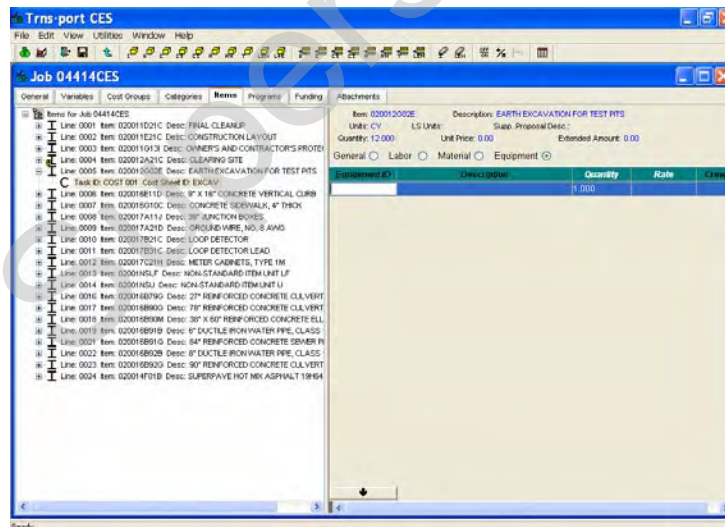 Trns·port CES
File Edit View Utilities Window Help
Job 04414CES
General Variables Cost Groups Categories Items Programs Funding Attachments
Items for Job 04414CES
Line: 0001 Item: 020011D21C Desc: FINAL CLEANUP
Line: 0002 Item: 020011E21C Desc: CONSTRUCTION LAYOUT
Line: 0003 Item: 020011G13I Desc: OWNER'S AND CONTRACTOR'S PROTE
Line: 0004 Item: 020012A21C Desc: CLEARING SITE
Line: 0005 Item: 020012G02E Desc: EARTH EXCAVATION FOR TEST PITS
Task ID: COST 001 Cost Sheet ID: EXCAV
Line: 0006 Item: 020016E11D Desc: 9" X 18" CONCRETE VERTICAL CURB
Line: 0007 Item: 020016G10C Desc: CONCRETE SIDEWALK, 4" THICK
Line: 0008 Item: 020017A11J Desc: 36" JUNCTION BOXES
Line: 0009 Item: 020017A21D Desc: GROUND WIRE, NO. 8 AWG
Line: 0010 Item: 020017B21C Desc: LOOP DETECTOR
Line: 0011 Item: 020017B31C Desc: LOOP DETECTOR LEAD
Line: 0012 Item: 020017C21H Desc: METER CABINETS, TYPE 1M
Line: 0013 Item: 02001NSLF Desc: NON-STANDARD ITEM UNIT LF
Line: 0014 Item: 02001NSU Desc: NON-STANDARD ITEM UNIT U
Line: 0016 Item: 020016B79G Desc: 27" REINFORCED CONCRETE CULVERT
Line: 0017 Item: 020016B90G Desc: 78" REINFORCED CONCRETE CULVERT
Line: 0018 Item: 020016B90M Desc: 38" X 60" REINFORCED CONCRETE ELL
Line: 0019 Item: 020016B91B Desc: 6" DUCTILE IRON WATER PIPE, CLASS
Line: 0021 Item: 020016B91G Desc: 84" REINFORCED CONCRETE SEWER PI
Line: 0022 Item: 020016B92B Desc: 8" DUCTILE IRON WATER PIPE, CLASS
Line: 0023 Item: 020016B92G Desc: 90" REINFORCED CONCRETE CULVERT
Line: 0024 Item: 020014F01B Desc: SUPERPAVE HOT MIX ASPHALT 19H64
Item: 020012G02E Description: EARTH EXCAVATION FOR TEST PITS
Units: CY LS Units: Supp. Proposal Desc.:
Quantity: 12.000 Unit Price: 0.00 Extended Amount: 0.00
General Labor Material Equipment
Equipment ID Description Quantity Rate Crew
1.000
Ready